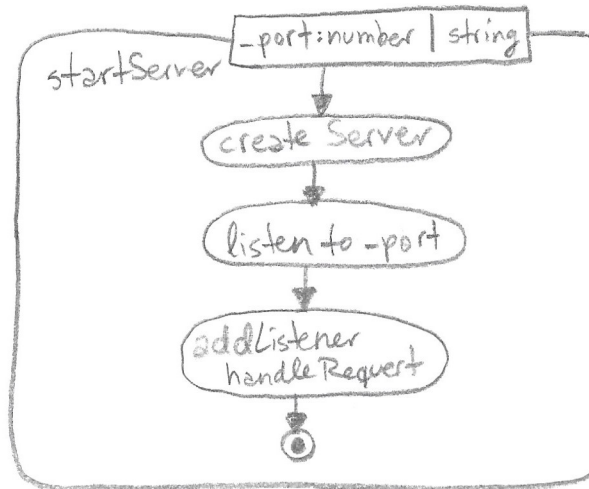 _port:number | string
startServer
create Server
listen to _port
addListener
handleRequest